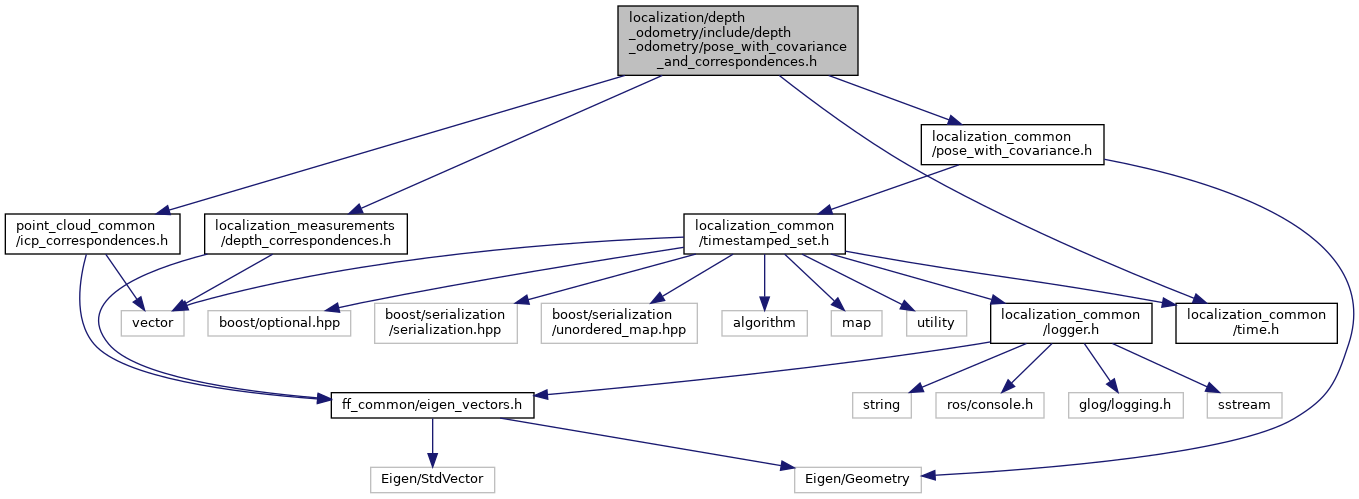 localization/depth
_odometry/include/depth
_odometry/pose_with_covariance
_and_correspondences.h
localization_common
/pose_with_covariance.h
point_cloud_common
/icp_correspondences.h
localization_measurements
/depth_correspondences.h
localization_common
/timestamped_set.h
vector
boost/optional.hpp
boost/serialization
/serialization.hpp
boost/serialization
/unordered_map.hpp
algorithm
map
utility
localization_common
/logger.h
localization_common
/time.h
ff_common/eigen_vectors.h
string
ros/console.h
glog/logging.h
sstream
Eigen/StdVector
Eigen/Geometry